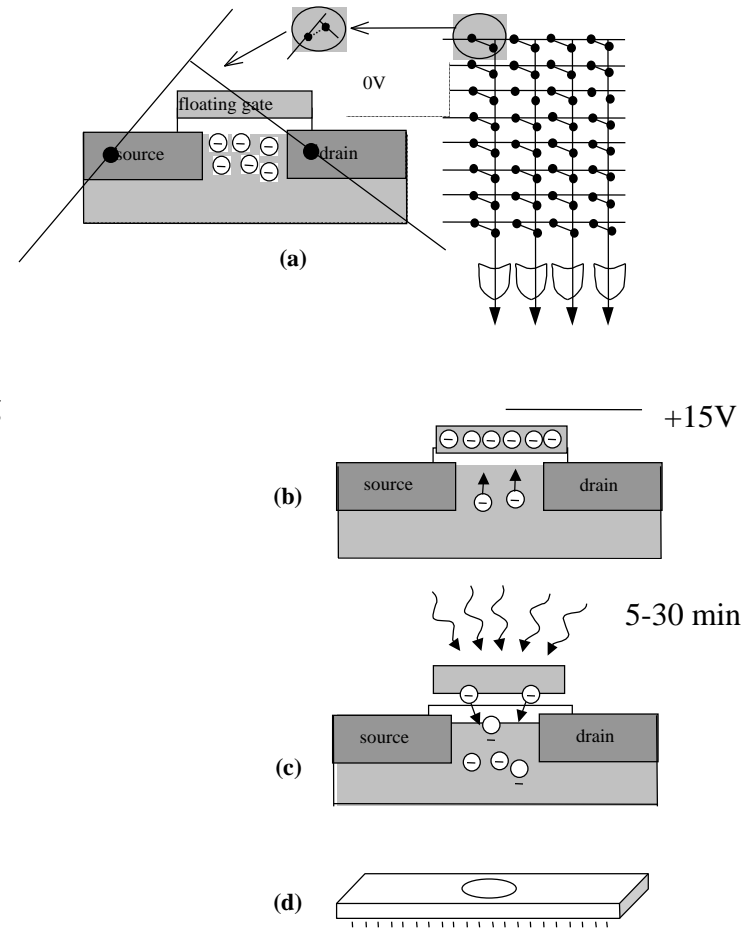 0V
floating gate
source
drain
(a)
+15V
source
drain
(b)
5-30 min
source
drain
(c)
(d)